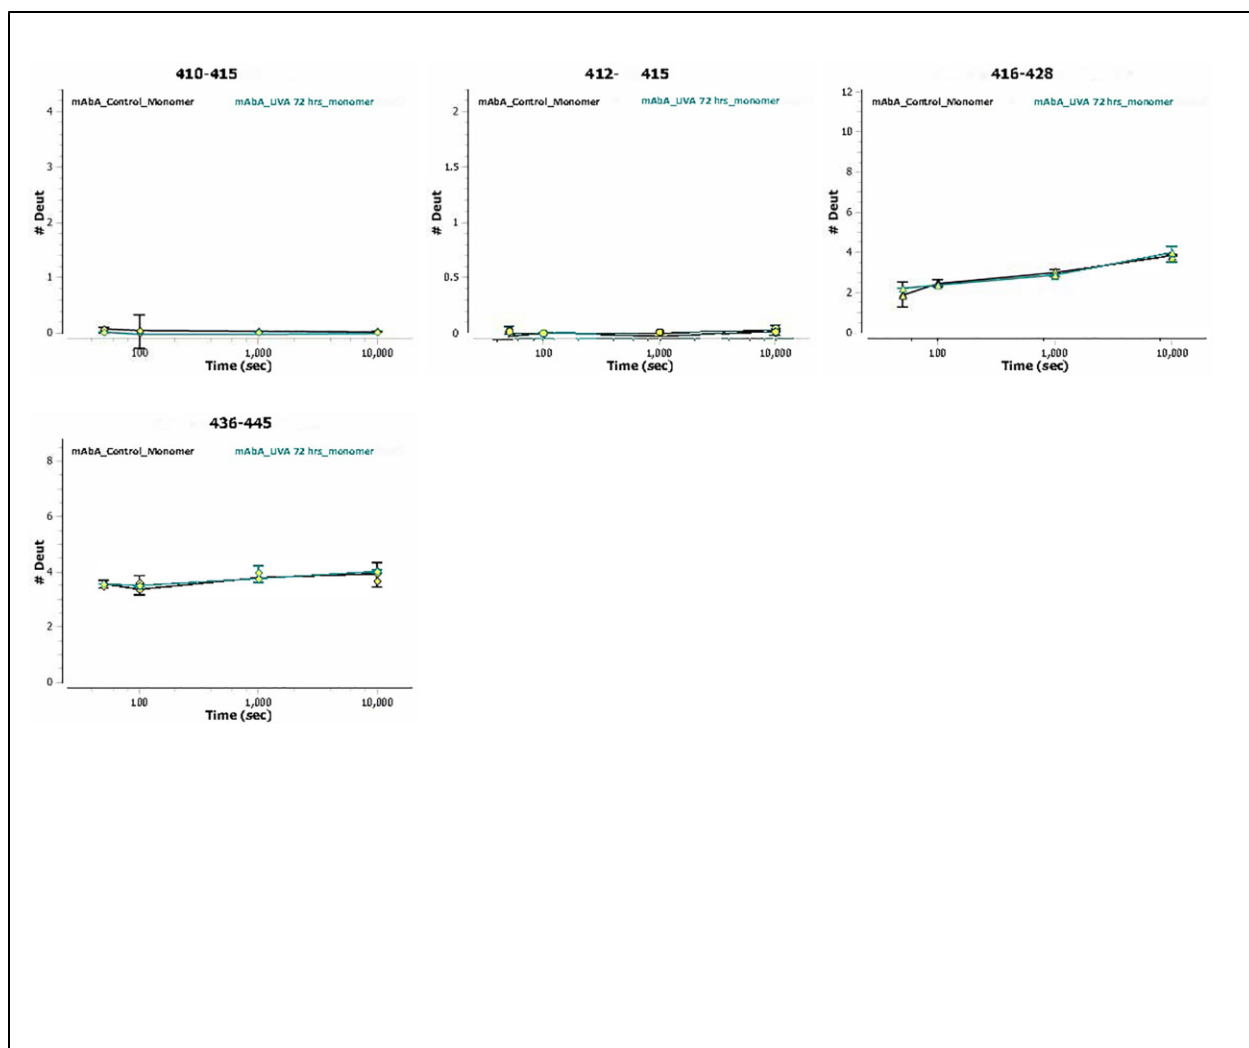 410-415
mAbA_Control_Monomer mAbA_UVA 72 hrs_monomer
4
3
2
1
0
# Deut
100 1,000 10,000
Time (sec)
412- 415
mAbA_Control_Monomer mAbA_UVA 72 hrs_monomer
2
1.5
1
0.5
0
# Deut
100 1,000 10,000
Time (sec)
416-428
mAbA_Control_Monomer mAbA_UVA 72 hrs_monomer
12
10
8
6
4
2
0
# Deut
100 1,000 10,000
Time (sec)
436-445
mAbA_Control_Monomer mAbA_UVA 72 hrs_monomer
8
6
4
2
0
# Deut
100 1,000 10,000
Time (sec)